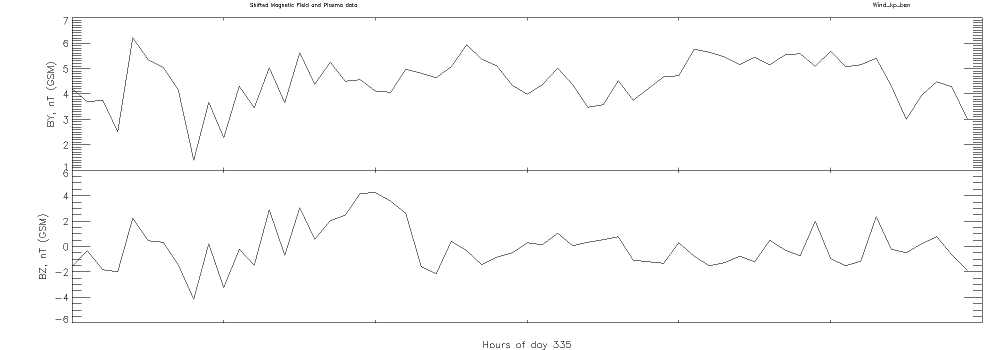 Shifted Magnetic Field and Plasma data
Wind_kp_bsn
7
6
5
4
3
2
1
BY, nT (GSM)
6
4
2
0
−2
−4
−6
BZ, nT (GSM)
Hours of day 335